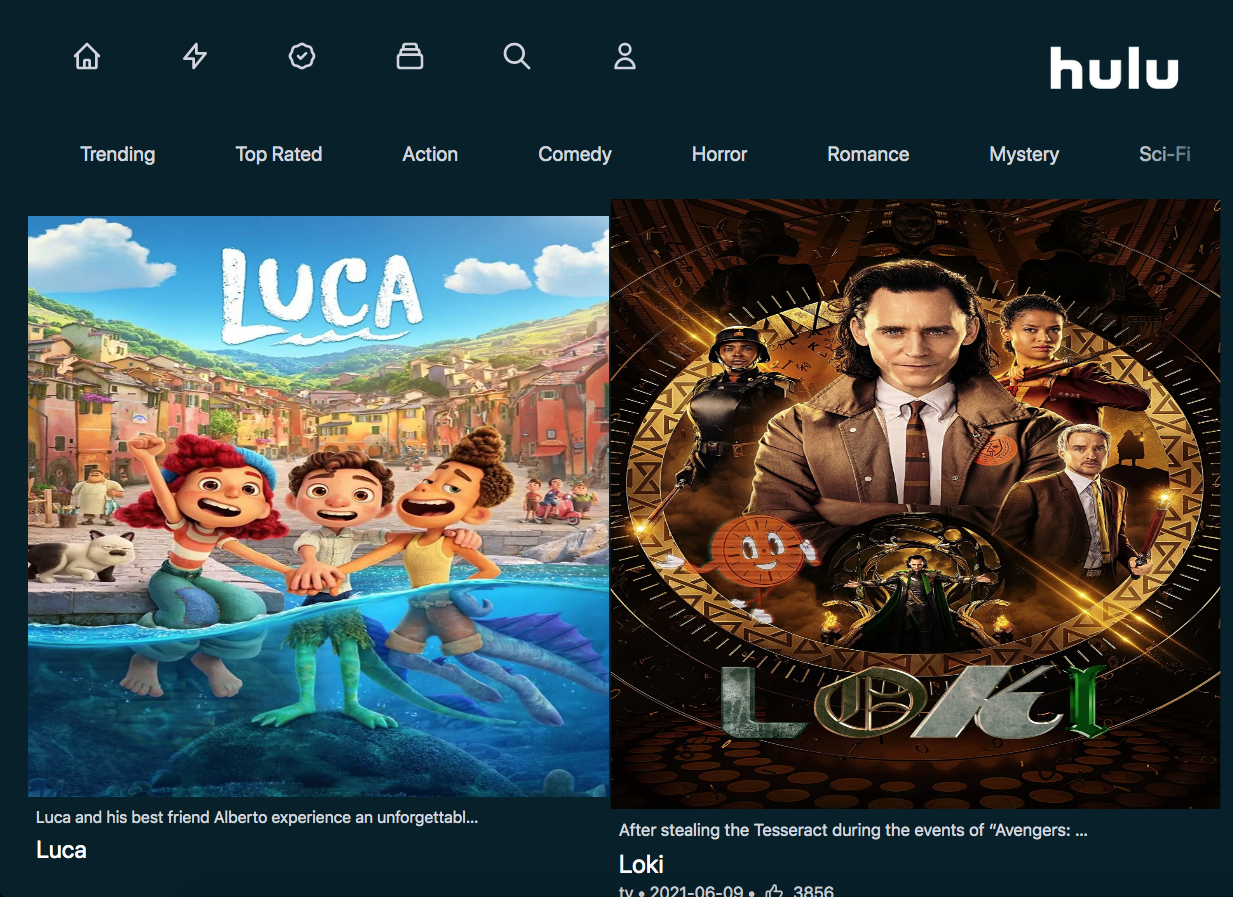 hulu
Trending Top Rated Action Comedy Horror Romance Mystery Sci-Fi
LUCA
LOKI
Luca and his best friend Alberto experience an unforgettabl...
Luca
After stealing the Tesseract during the events of “Avengers: ...
Loki
tv • 2021-06-09 • 3856